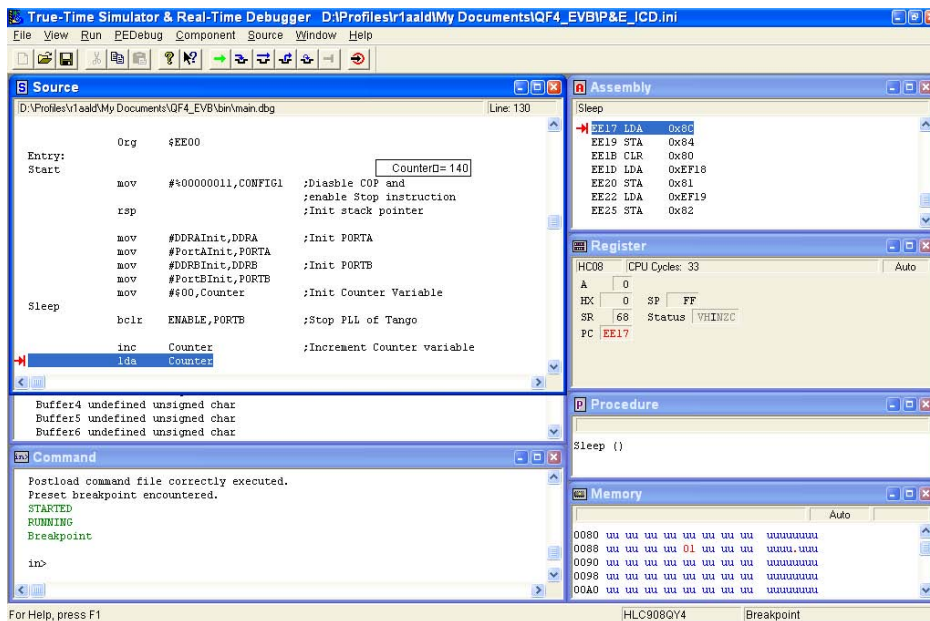 True-Time Simulator & Real-Time Debugger D:\Profiles\r1aald\My Documents\QF4_EVB\P&E_ICD.ini
File View Run PEDebug Component Source Window Help
Source
D:\Profiles\r1aald\My Documents\QF4_EVB\bin\main.dbg Line: 130
Org $EE00
Entry:
Start
Counter = 140
mov #%00000011,CONFIG1 ;Diasble COP and
;enable Stop instruction
rsp ;Init stack pointer
mov #DDRAInit,DDRA ;Init PORTA
mov #PortAInit,PORTA
mov #DDRBInit,DDRB ;Init PORTB
mov #PortBInit,PORTB
mov #$00,Counter ;Init Counter Variable
Sleep
bclr ENABLE,PORTB ;Stop PLL of Tango
inc Counter ;Increment Counter variable
lda Counter
Buffer4 undefined unsigned char
Buffer5 undefined unsigned char
Buffer6 undefined unsigned char
Command
Postload command file correctly executed.
Preset breakpoint encountered.
STARTED
RUNNING
Breakpoint
in>
Assembly
Sleep
EE17 LDA 0x8C
EE19 STA 0x84
EE1B CLR 0x80
EE1D LDA 0xEF18
EE20 STA 0x81
EE22 LDA 0xEF19
EE25 STA 0x82
Register
HC08 CPU Cycles: 33 Auto
A 0
HX 0 SP FF
SR 68 Status VHINZC
PC EE17
Procedure
Sleep ()
Memory
Auto
0080 uu uu uu uu uu uu uu uu uuuuuuuu
0088 uu uu uu uu 01 uu uu uu uuuu.uuu
0090 uu uu uu uu uu uu uu uu uuuuuuuu
0098 uu uu uu uu uu uu uu uu uuuuuuuu
00A0 uu uu uu uu uu uu uu uu uuuuuuuu
For Help, press F1 HLC908QY4 Breakpoint